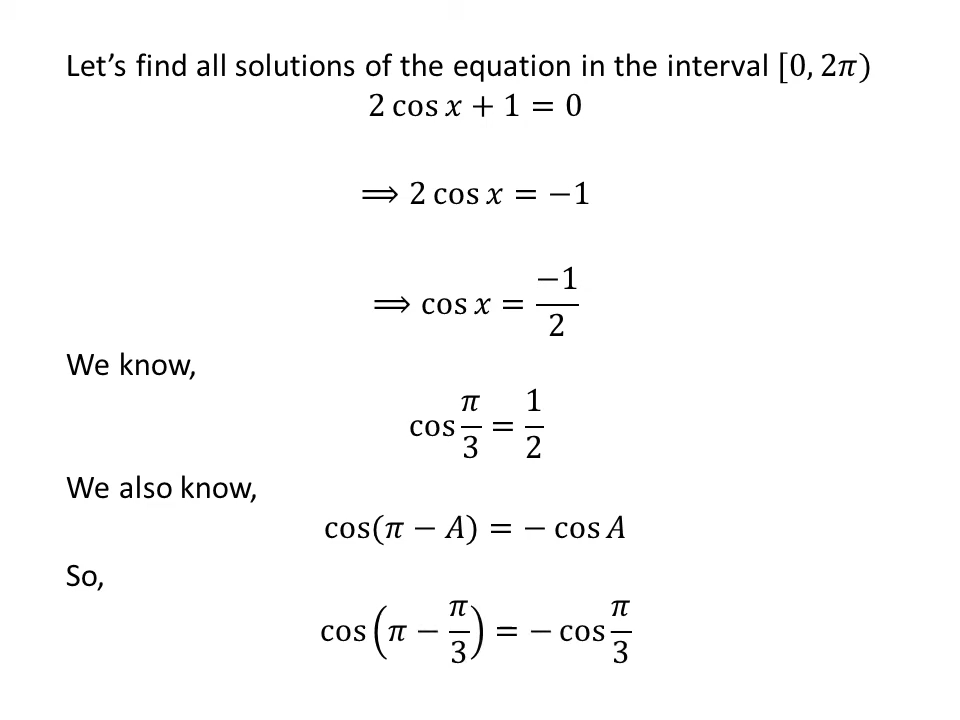 Let’s find all solutions of the equation in the interval [0, 2π)
2 cos x + 1 = 0
⟹ 2 cos x = −1
⟹ cos x = −1/2
We know,
cos π/3 = 1/2
We also know,
cos(π − A) = − cos A
So,
cos (π − π/3) = − cos π/3